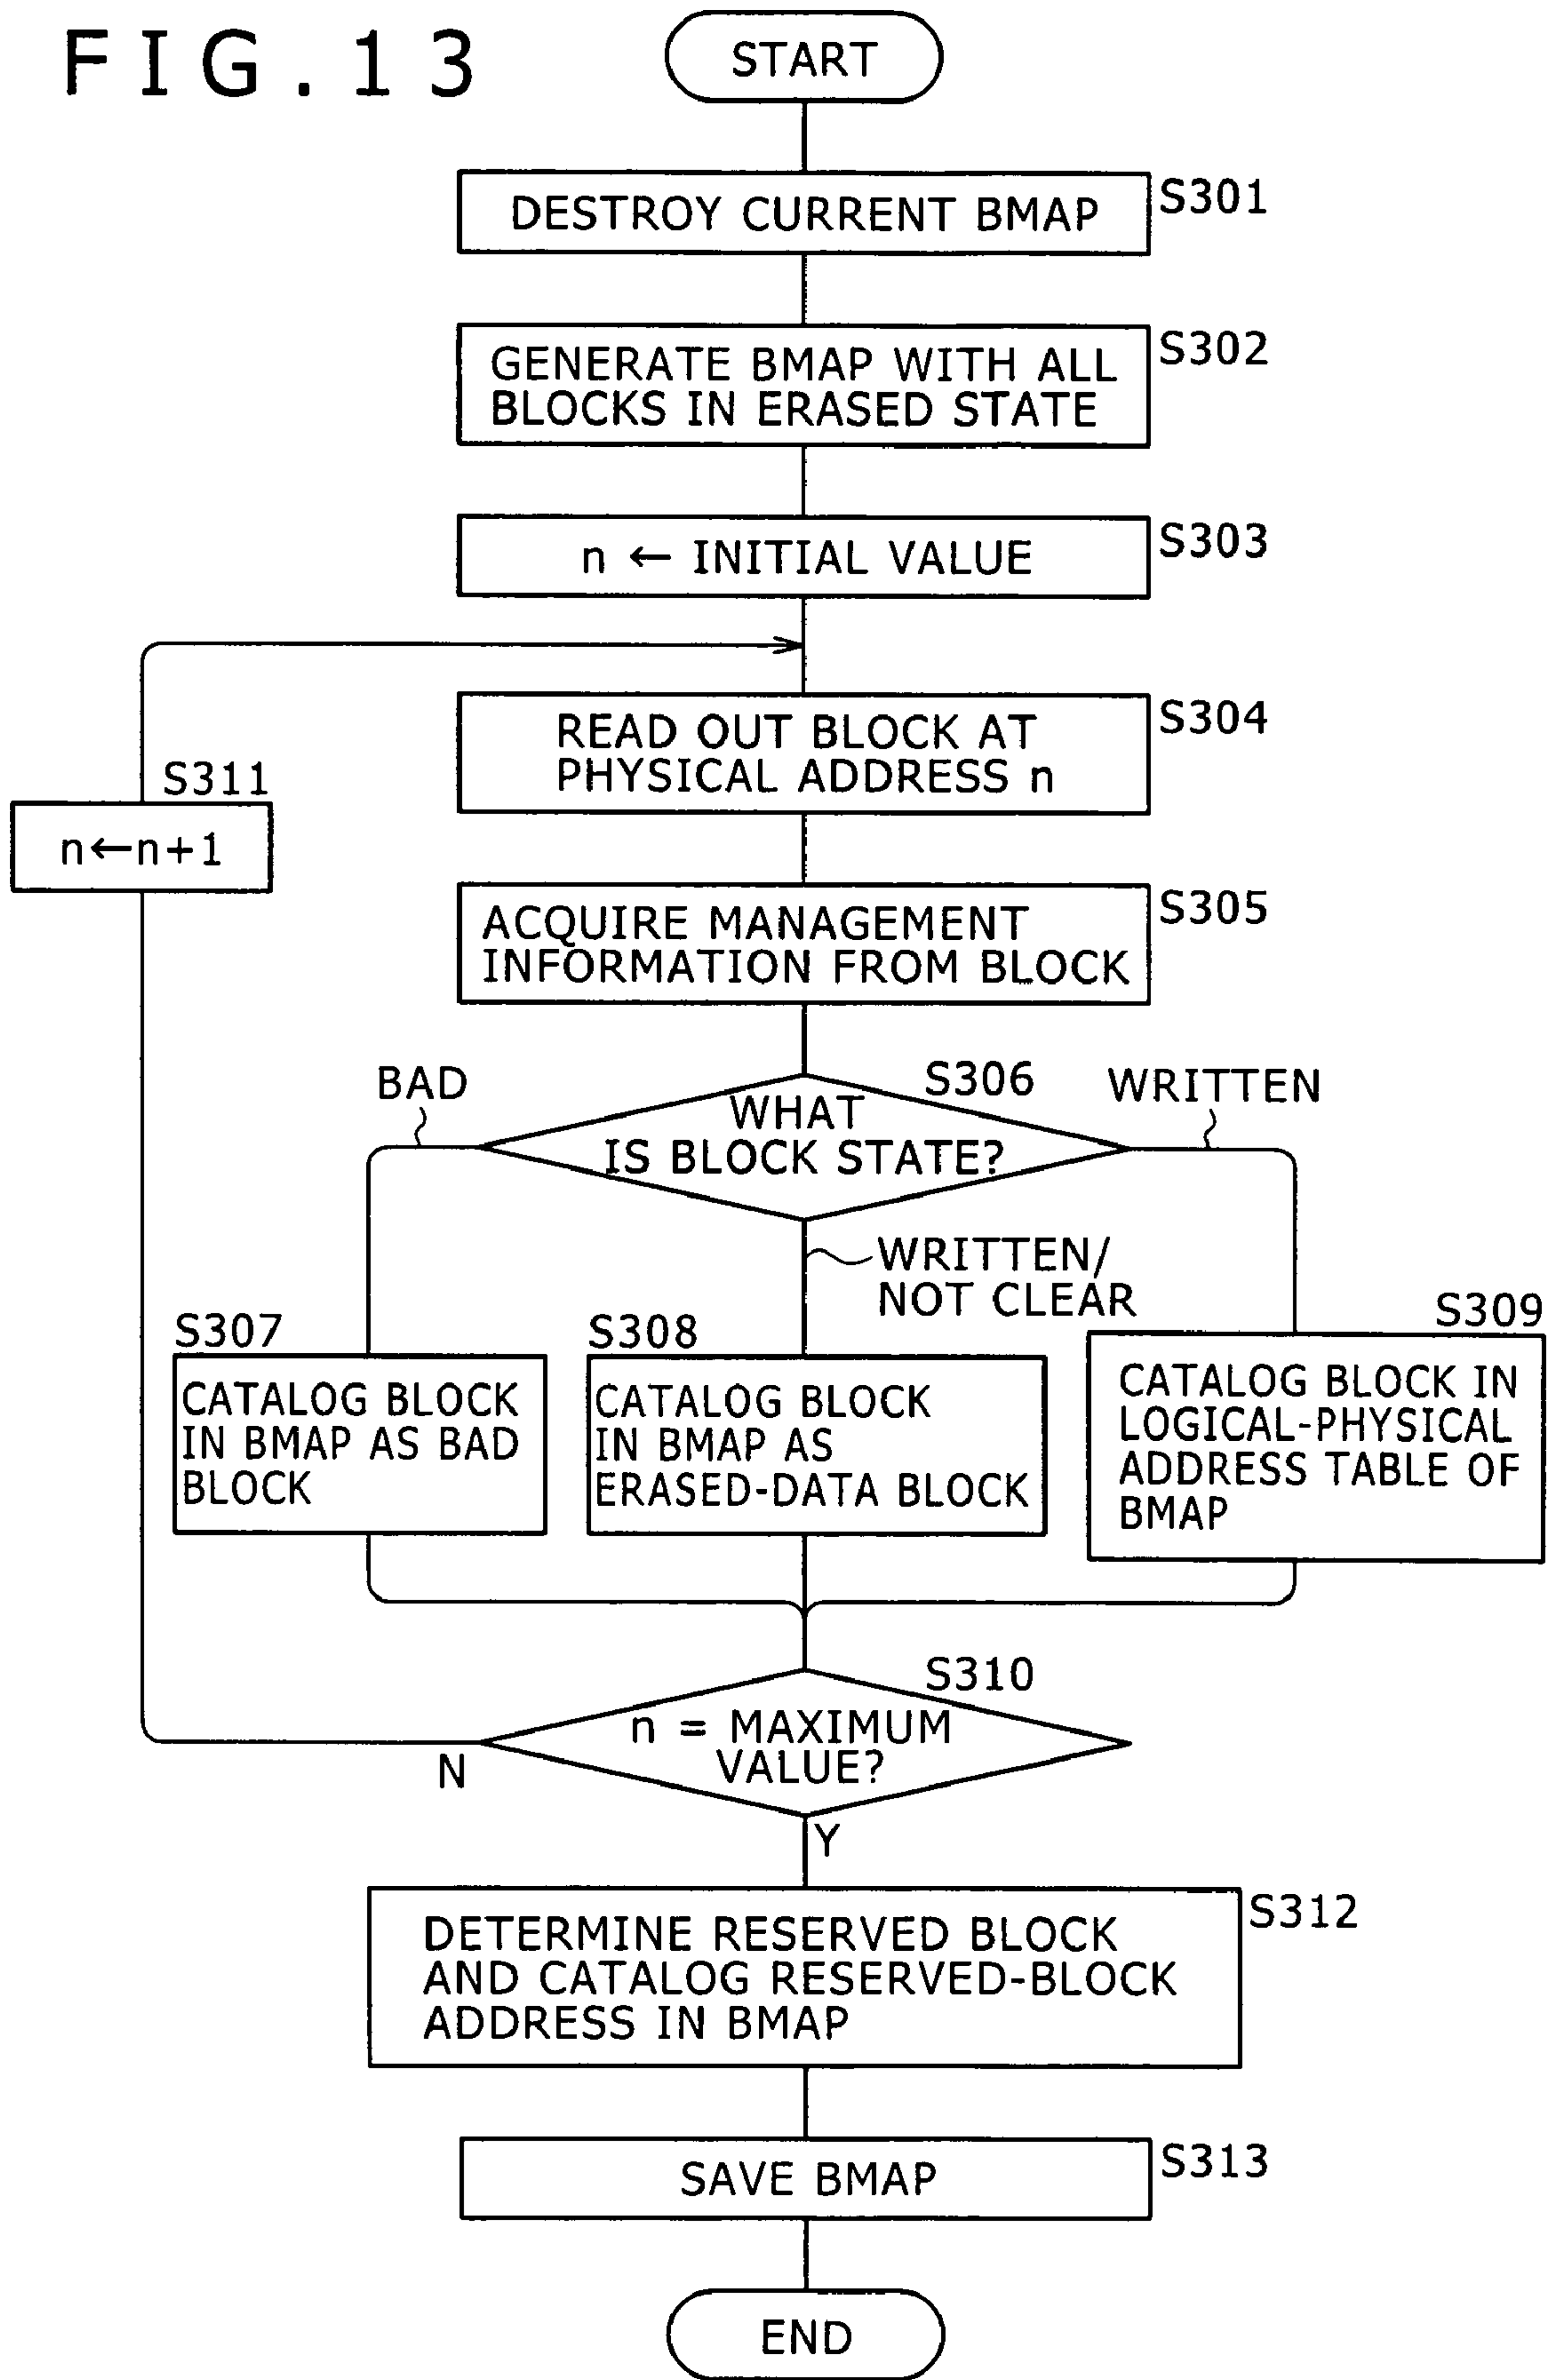 FIG.13
START
DESTROY CURRENT BMAP
S301
GENERATE BMAP WITH ALL
BLOCKS IN ERASED STATE
S302
n ← INITIAL VALUE
S303
READ OUT BLOCK AT
PHYSICAL ADDRESS n
S304
S311
n←n+1
ACQUIRE MANAGEMENT
INFORMATION FROM BLOCK
S305
BAD
S306
WRITTEN
WHAT
IS BLOCK STATE?
WRITTEN/
NOT CLEAR
S307
CATALOG BLOCK
IN BMAP AS BAD
BLOCK
S308
CATALOG BLOCK
IN BMAP AS
ERASED-DATA BLOCK
S309
CATALOG BLOCK IN
LOGICAL-PHYSICAL
ADDRESS TABLE OF
BMAP
S310
n = MAXIMUM
VALUE?
N
Y
DETERMINE RESERVED BLOCK
AND CATALOG RESERVED-BLOCK
ADDRESS IN BMAP
S312
SAVE BMAP
S313
END